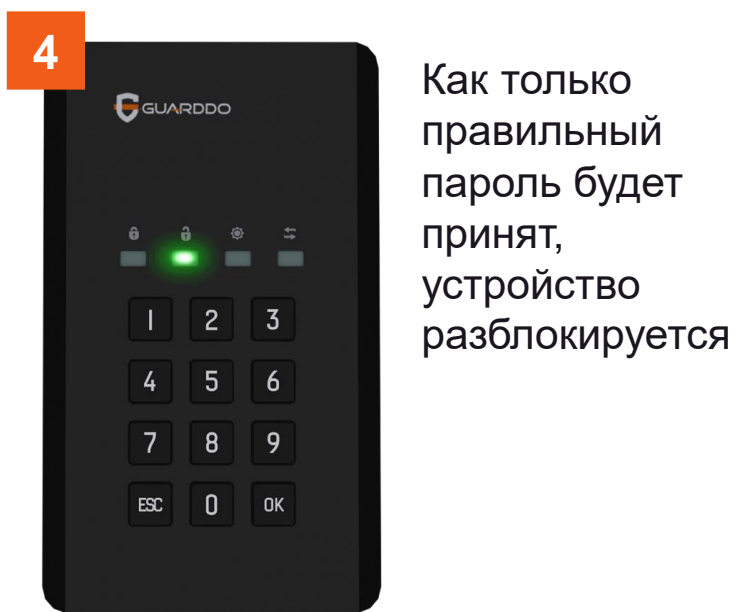 4
GUARDDO
Как только
правильный
пароль будет
принят,
устройство
разблокируется
1 2 3
4 5 6
7 8 9
ESC 0 OK